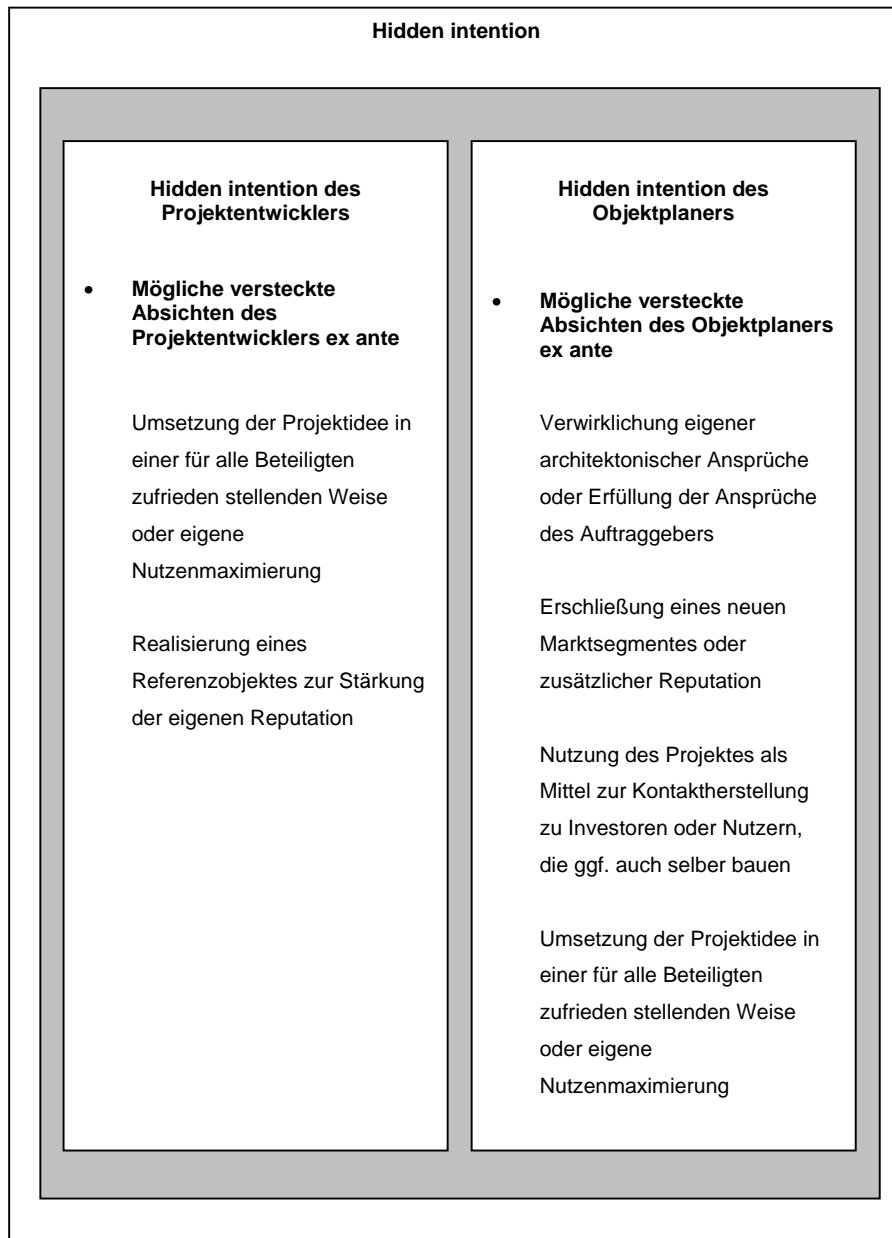 Hidden intention
Hidden intention des
Projektentwicklers
• Mögliche versteckte
Absichten des
Projektentwicklers ex ante
Umsetzung der Projektidee in
einer für alle Beteiligten
zufrieden stellenden Weise
oder eigene
Nutzenmaximierung
Realisierung eines
Referenzobjektes zur Stärkung
der eigenen Reputation
Hidden intention des
Objektplaners
• Mögliche versteckte
Absichten des Objektplaners
ex ante
Verwirklichung eigener
architektonischer Ansprüche
oder Erfüllung der Ansprüche
des Auftraggebers
Erschließung eines neuen
Marktsegmentes oder
zusätzlicher Reputation
Nutzung des Projektes als
Mittel zur Kontaktherstellung
zu Investoren oder Nutzern,
die ggf. auch selber bauen
Umsetzung der Projektidee in
einer für alle Beteiligten
zufrieden stellenden Weise
oder eigene
Nutzenmaximierung